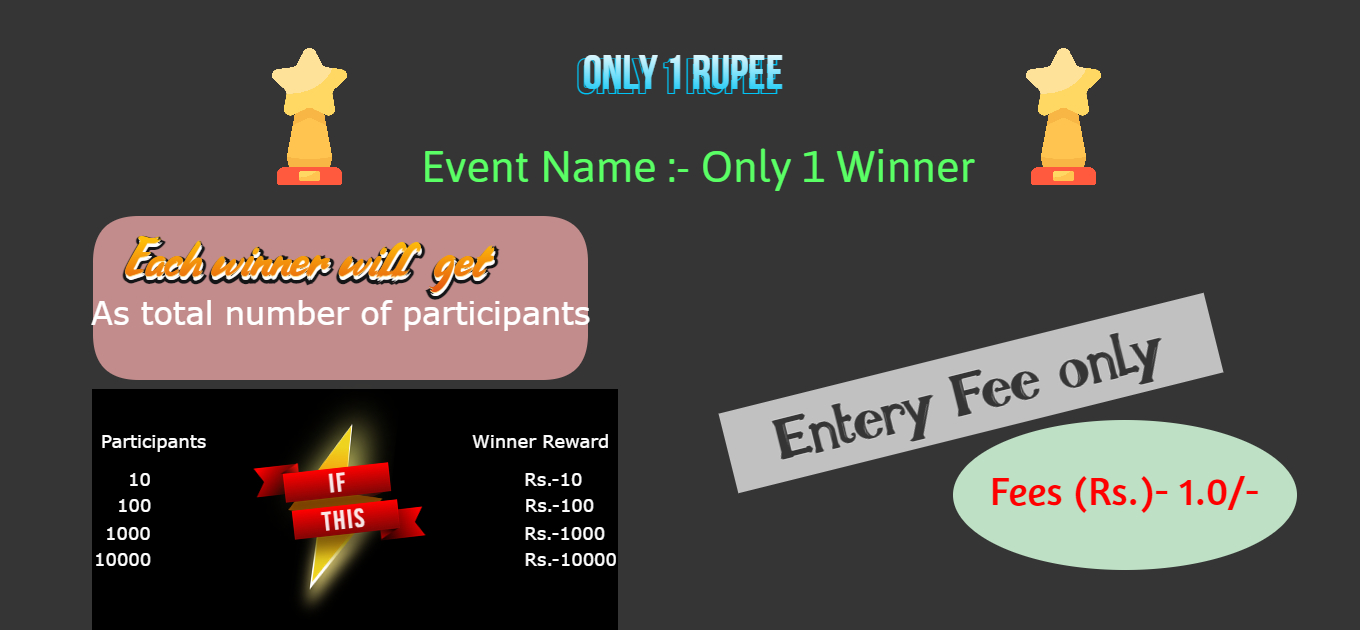 ONLY 1 RUPEE
Event Name :- Only 1 Winner
Each winner will get
As total number of participants
Entery Fee only
Fees (Rs.)- 1.0/-
Participants Winner Reward
IF
THIS
10 Rs.-10
100 Rs.-100
1000 Rs.-1000
10000 Rs.-10000